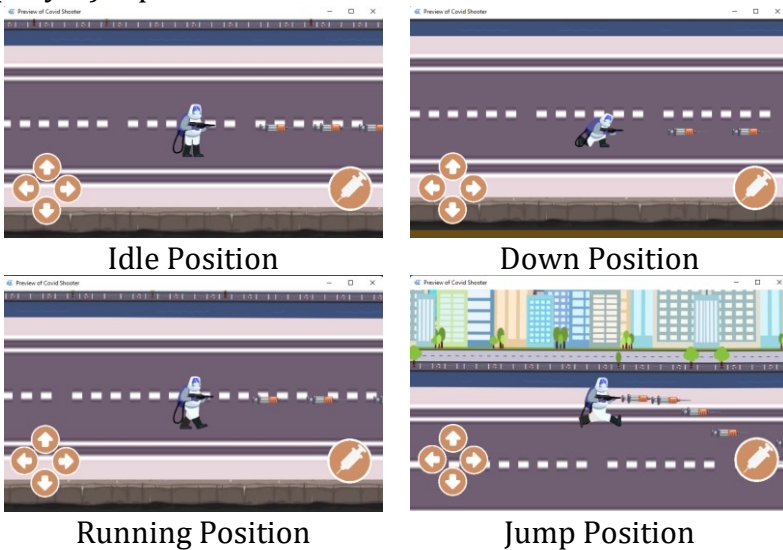 Preview of Covid Shooter
Preview of Covid Shooter
Idle Position
Down Position
Preview of Covid Shooter
Preview of Covid Shooter
Running Position
Jump Position